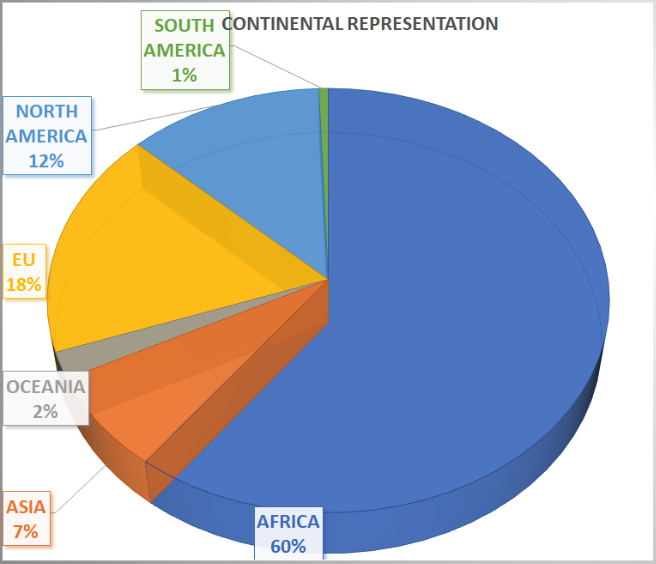 CONTINENTAL REPRESENTATION
SOUTH
AMERICA
1%
NORTH
AMERICA
12%
EU
18%
OCEANIA
2%
ASIA
7%
AFRICA
60%